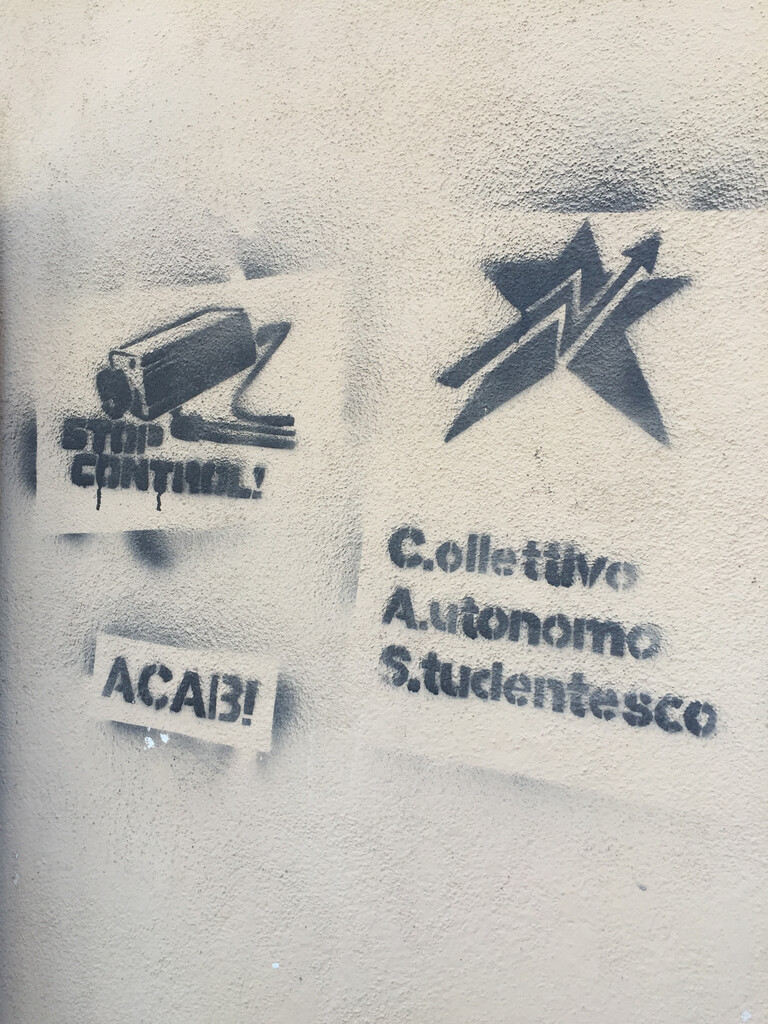 STOP
CONTROL!
ACAB!
C.ollettivo
A.utonomo
S.tudentesco